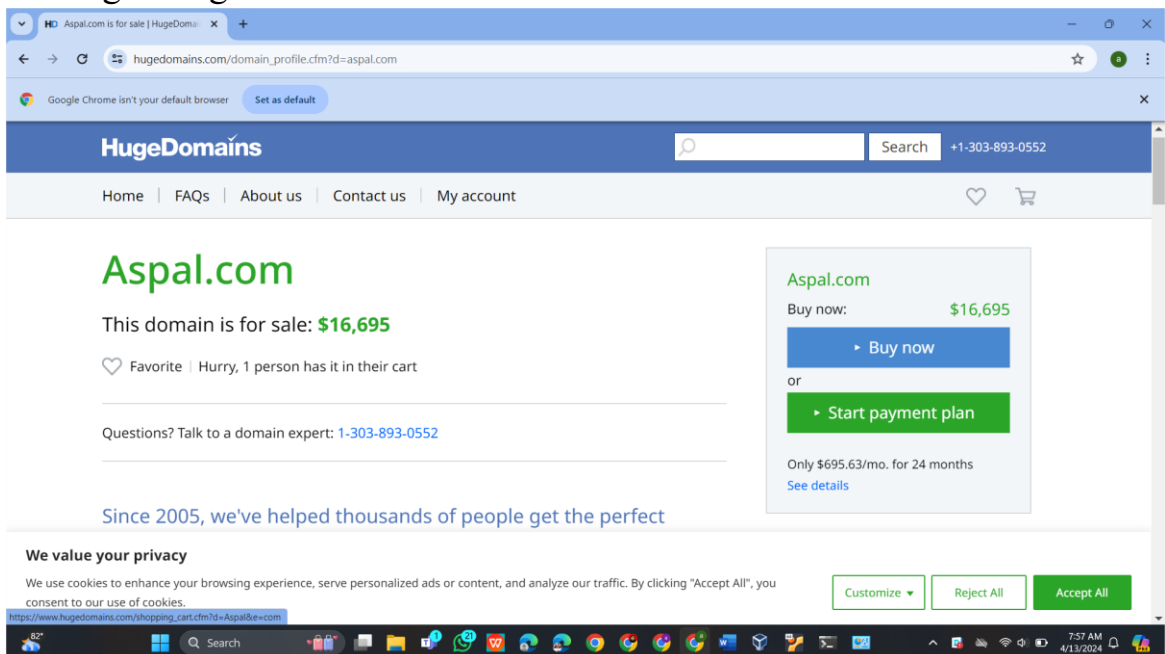 HD Aspal.com is for sale | HugeDomai
hugedomains.com/domain_profile.cfm?d=aspal.com
a
Google Chrome isn't your default browser Set as default
HugeDomains
Search +1-303-893-0552
Home | FAQs | About us | Contact us | My account
Aspal.com
This domain is for sale: $16,695
Favorite | Hurry, 1 person has it in their cart
Questions? Talk to a domain expert: 1-303-893-0552
Since 2005, we've helped thousands of people get the perfect
Aspal.com
Buy now: $16,695
Buy now
or
Start payment plan
Only $695.63/mo. for 24 months
See details
We value your privacy
We use cookies to enhance your browsing experience, serve personalized ads or content, and analyze our traffic. By clicking "Accept All", you
consent to our use of cookies.
Customize
Reject All
Accept All
https://www.hugedomains.com/shopping_cart.cfm?d=Aspal&e=com
82°
Search
7:57 AM
4/13/2024